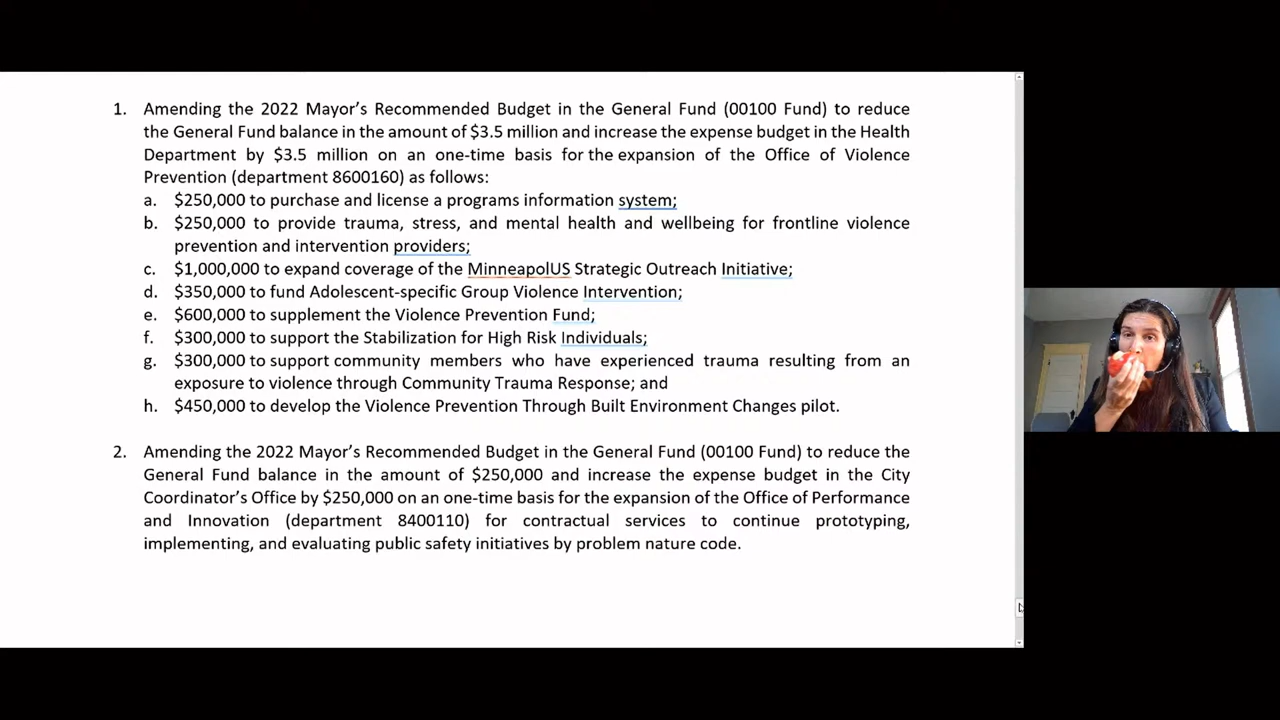 1. Amending the 2022 Mayor's Recommended Budget in the General Fund (00100 Fund) to reduce
the General Fund balance in the amount of $3.5 million and increase the expense budget in the Health
Department by $3.5 million on an one-time basis for the expansion of the Office of Violence
Prevention (department 8600160) as follows:
a. $250,000 to purchase and license a programs information system;
b. $250,000 to provide trauma, stress, and mental health and wellbeing for frontline violence
prevention and intervention providers;
c. $1,000,000 to expand coverage of the MinneapolUS Strategic Outreach Initiative;
d. $350,000 to fund Adolescent-specific Group Violence Intervention;
e. $600,000 to supplement the Violence Prevention Fund;
f. $300,000 to support the Stabilization for High Risk Individuals;
g. $300,000 to support community members who have experienced trauma resulting from an
exposure to violence through Community Trauma Response; and
h. $450,000 to develop the Violence Prevention Through Built Environment Changes pilot.
2. Amending the 2022 Mayor's Recommended Budget in the General Fund (00100 Fund) to reduce the
General Fund balance in the amount of $250,000 and increase the expense budget in the City
Coordinator's Office by $250,000 on an one-time basis for the expansion of the Office of Performance
and Innovation (department 8400110) for contractual services to continue prototyping,
implementing, and evaluating public safety initiatives by problem nature code.